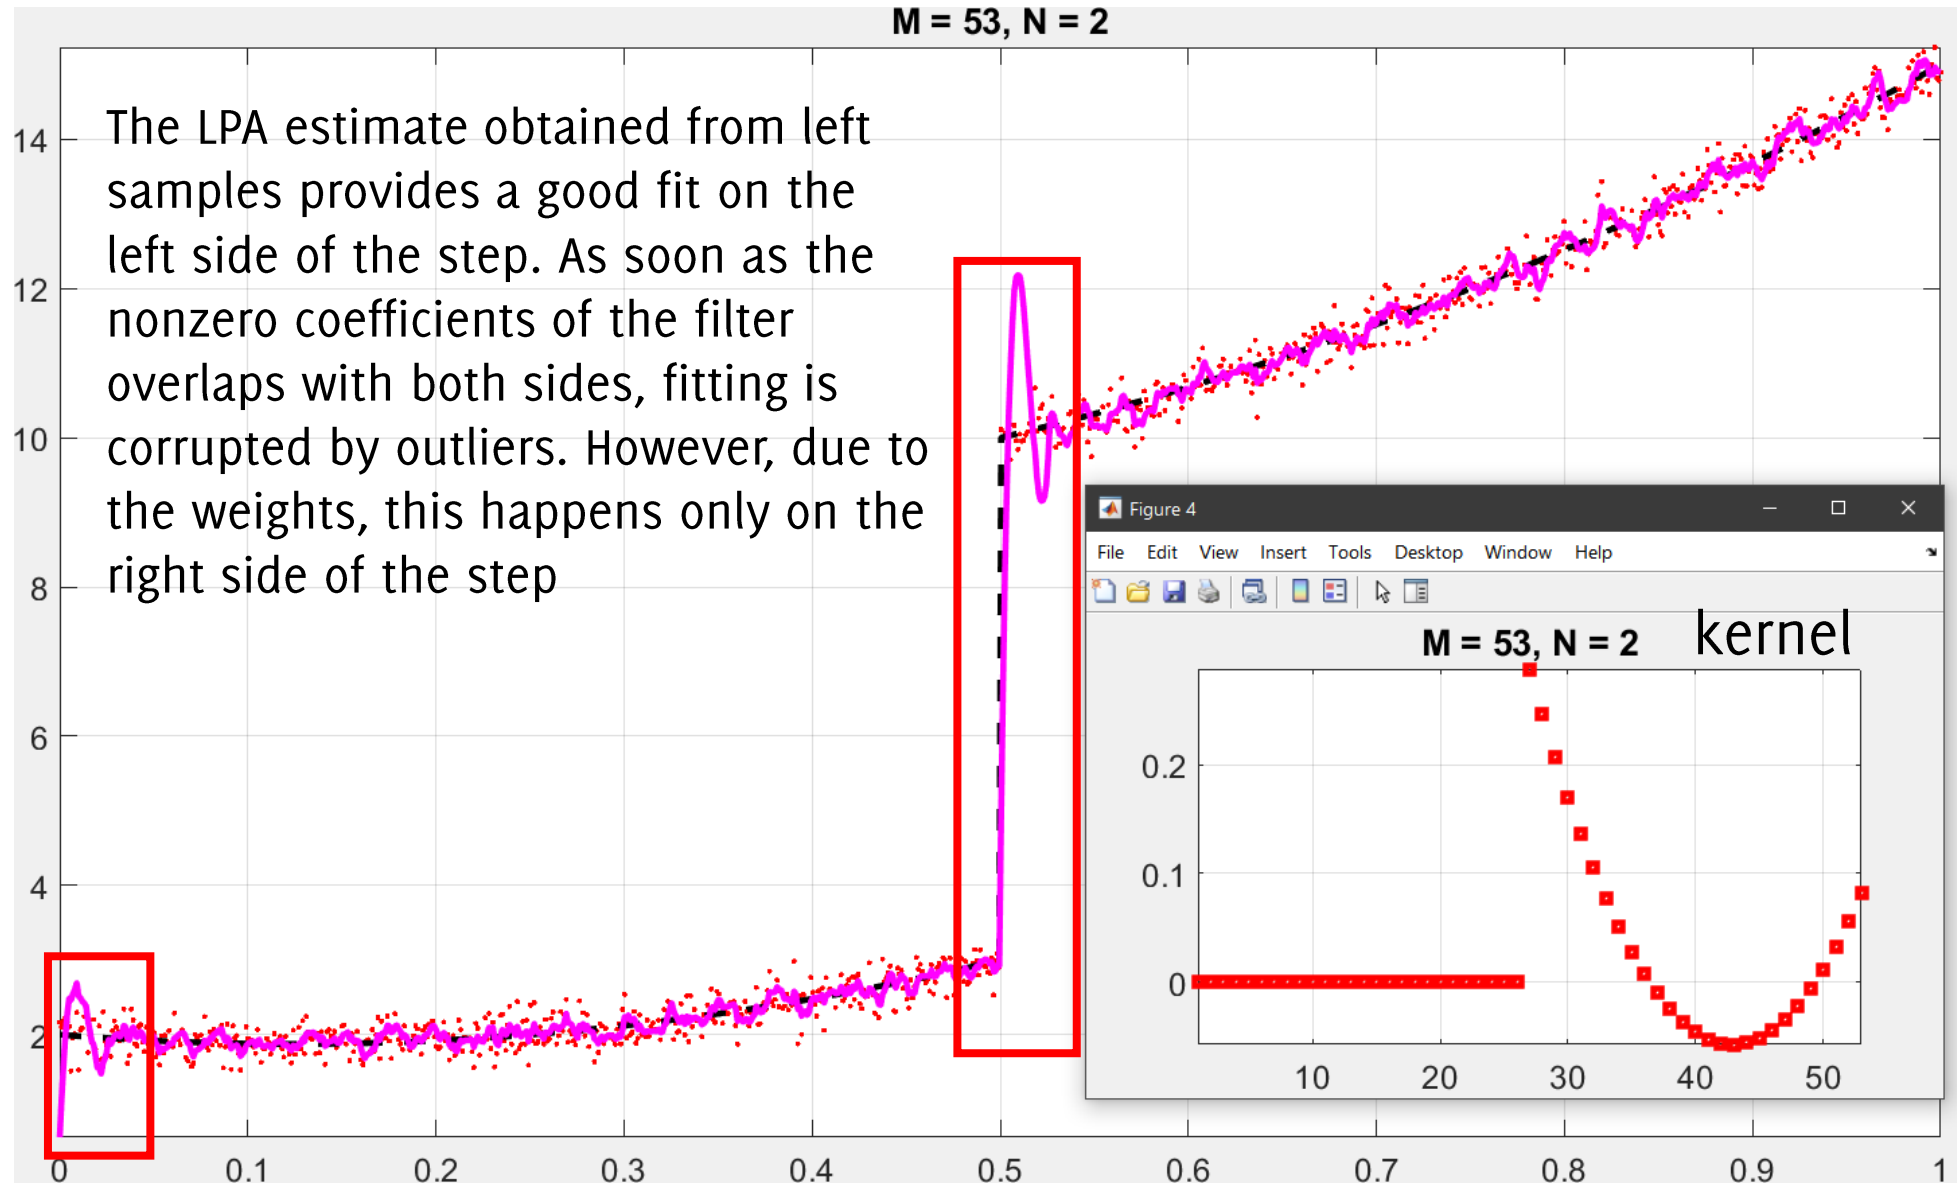 M = 53, N = 2
The LPA estimate obtained from left
samples provides a good fit on the
left side of the step. As soon as the
nonzero coefficients of the filter
overlaps with both sides, fitting is
corrupted by outliers. However, due to
the weights, this happens only on the
right side of the step
14
12
10
8
6
4
2
0 0.1 0.2 0.3 0.4 0.5 0.6 0.7 0.8 0.9 1
Figure 4
File Edit View Insert Tools Desktop Window Help
M = 53, N = 2 kernel
0.2
0.1
0
10 20 30 40 50